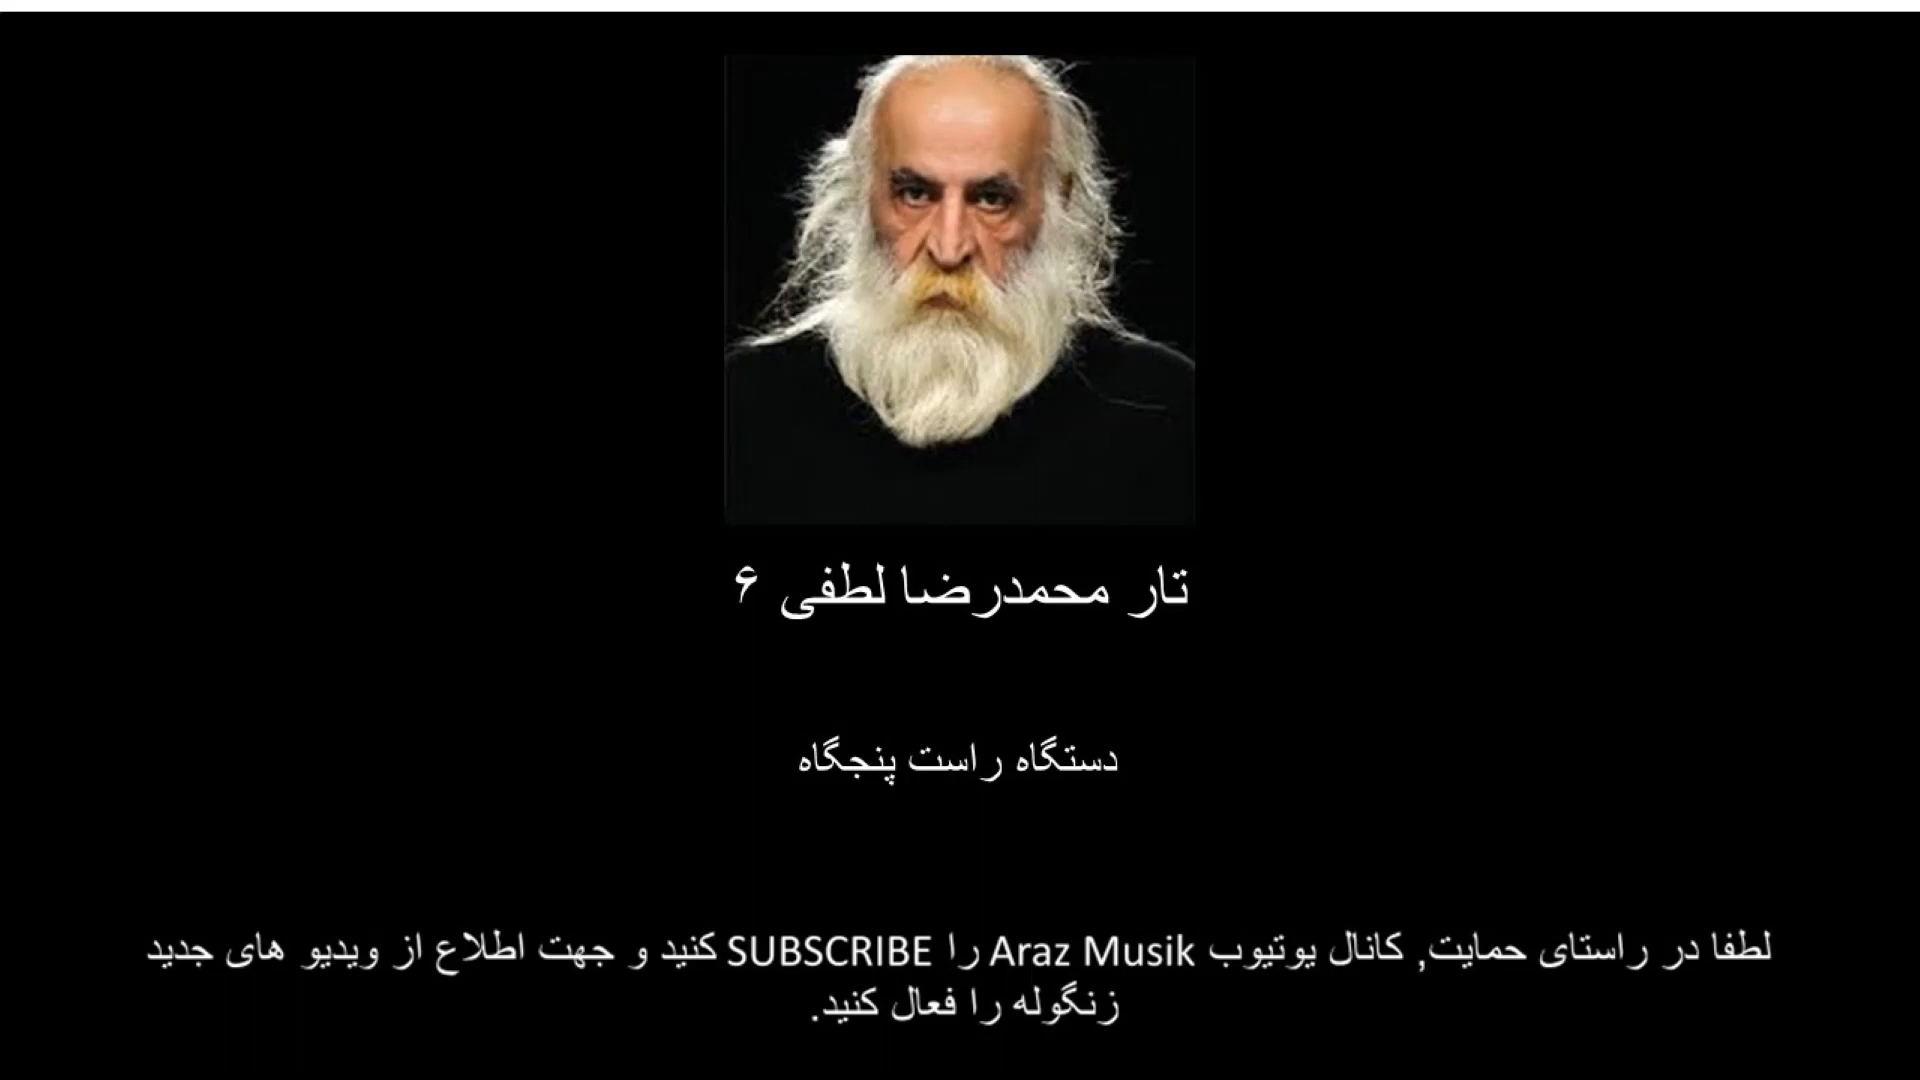 تار محمدرضا لطفی ۶
دستگاه راست پنجگاه
لطفا در راستای حمایت, کانال یوتیوب Araz Musik را SUBSCRIBE کنید و جهت اطلاع از ویدیو های جدید
زنگوله را فعال کنید.